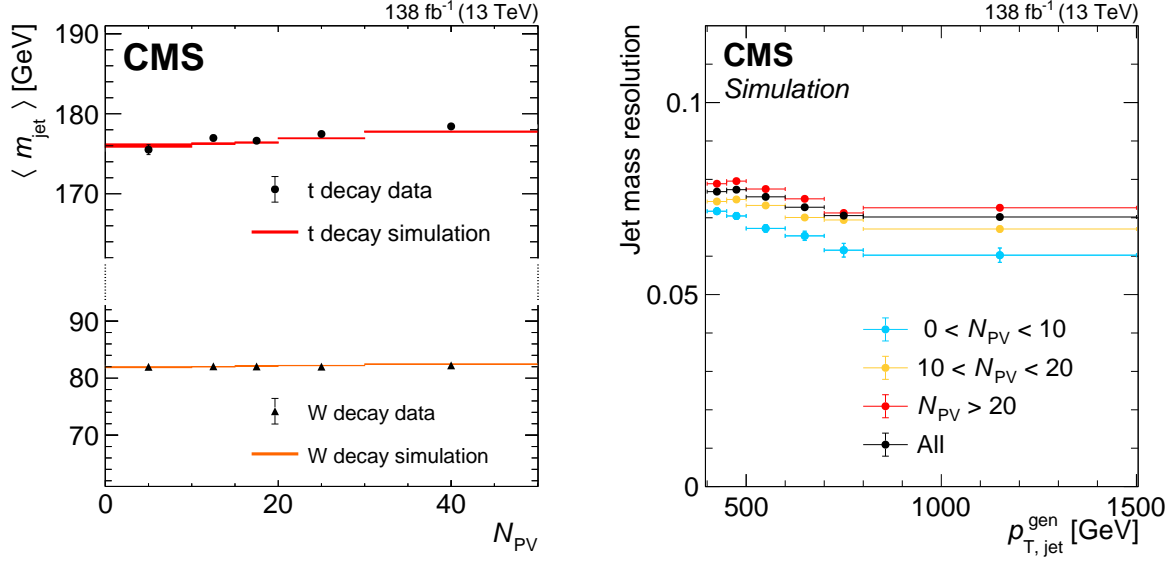 138 fb⁻¹ (13 TeV)
CMS
⟨ m_jet ⟩ [GeV]
190
180
170
t decay data
t decay simulation
90
80
70
W decay data
W decay simulation
0
20
40
N_PV
138 fb⁻¹ (13 TeV)
CMS
Simulation
Jet mass resolution
0.1
0.05
0
0 < N_PV < 10
10 < N_PV < 20
N_PV > 20
All
500
1000
1500
p_T, jet^gen [GeV]